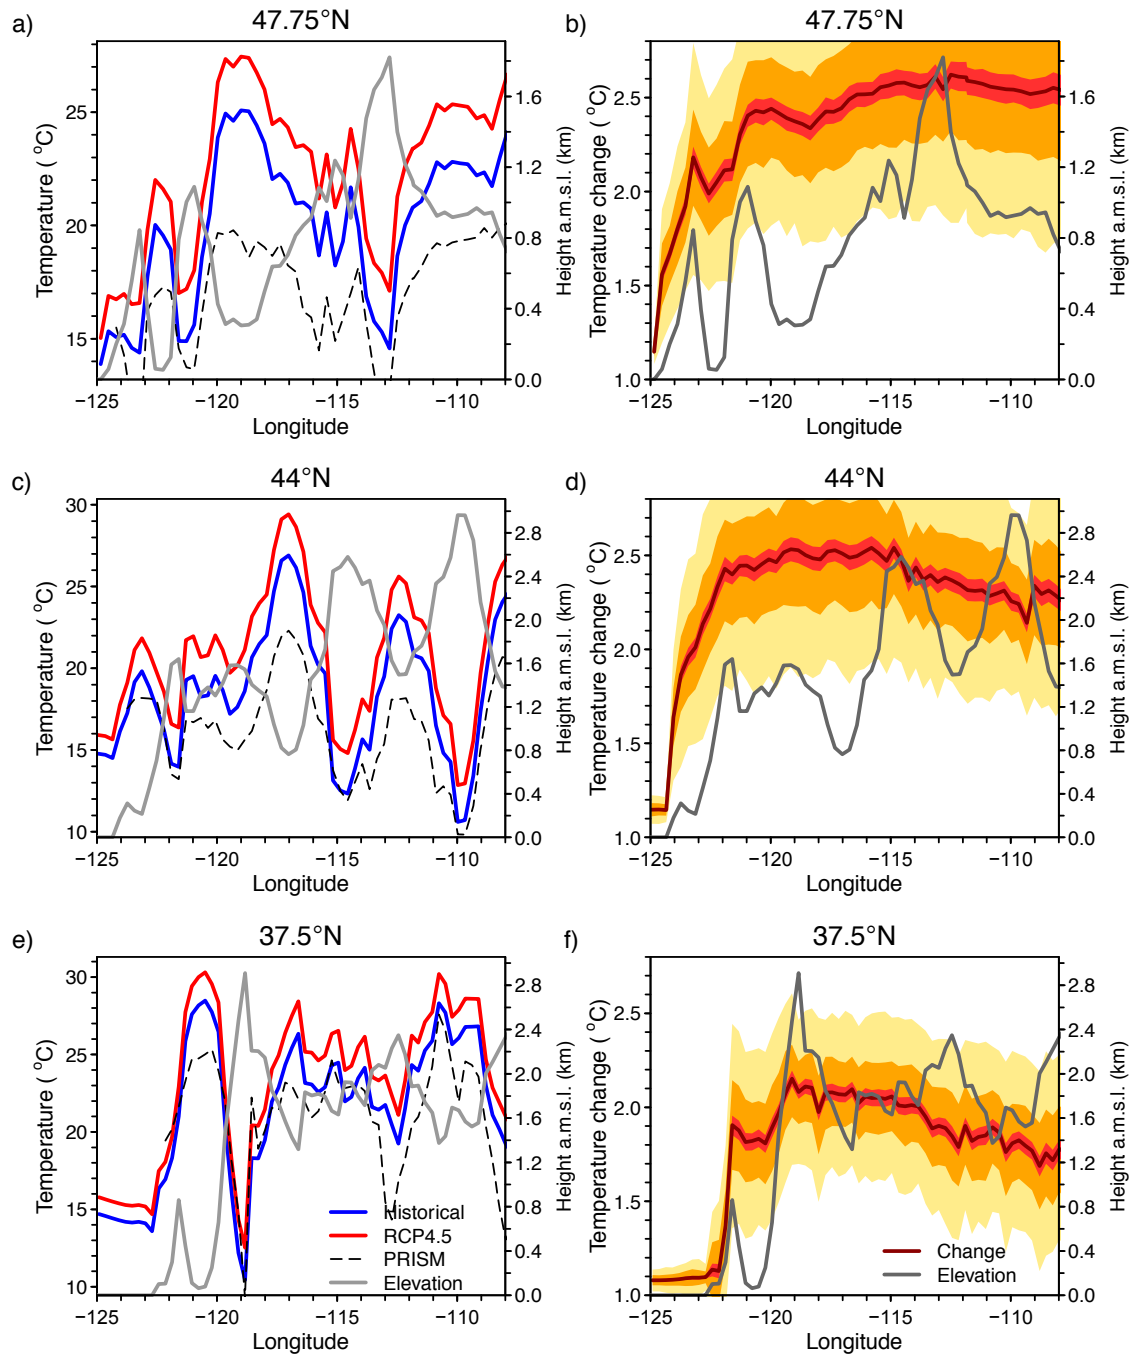 a) 47.75°N b) 47.75°N
Temperature ( °C)
25
20
15
Height a.m.s.l. (km)
1.6
1.2
0.8
0.4
0.0
−125 −120 −115 −110
Longitude
Temperature change ( °C)
2.5
2.0
1.5
1.0
Height a.m.s.l. (km)
1.6
1.2
0.8
0.4
0.0
−125 −120 −115 −110
Longitude
c) 44°N d) 44°N
Temperature ( °C)
30
25
20
15
10
Height a.m.s.l. (km)
2.8
2.4
2.0
1.6
1.2
0.8
0.4
0.0
−125 −120 −115 −110
Longitude
Temperature change ( °C)
2.5
2.0
1.5
1.0
Height a.m.s.l. (km)
2.8
2.4
2.0
1.6
1.2
0.8
0.4
0.0
−125 −120 −115 −110
Longitude
e) 37.5°N f) 37.5°N
Temperature ( °C)
30
25
20
15
10
Height a.m.s.l. (km)
2.8
2.4
2.0
1.6
1.2
0.8
0.4
0.0
Historical
RCP4.5
PRISM
Elevation
−125 −120 −115 −110
Longitude
Temperature change ( °C)
2.5
2.0
1.5
1.0
Height a.m.s.l. (km)
2.8
2.4
2.0
1.6
1.2
0.8
0.4
0.0
Change
Elevation
−125 −120 −115 −110
Longitude